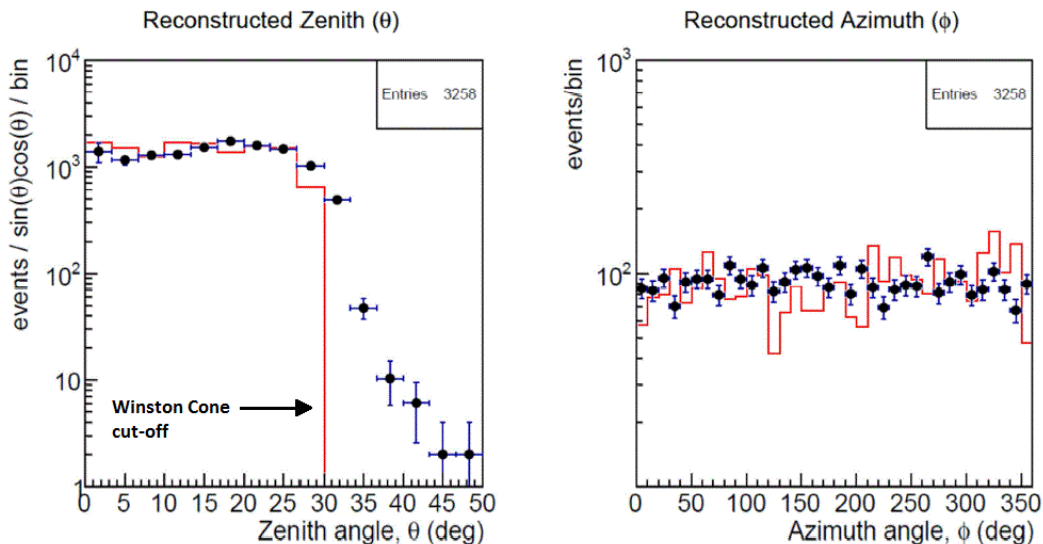 Reconstructed Zenith (θ)
events / sin(θ)cos(θ) / bin
10⁴
10³
10²
10
1
Entries 3258
Winston Cone
cut-off
0 5 10 15 20 25 30 35 40 45 50
Zenith angle, θ (deg)
Reconstructed Azimuth (ϕ)
events/bin
10³
10²
Entries 3258
0 50 100 150 200 250 300 350
Azimuth angle, ϕ (deg)